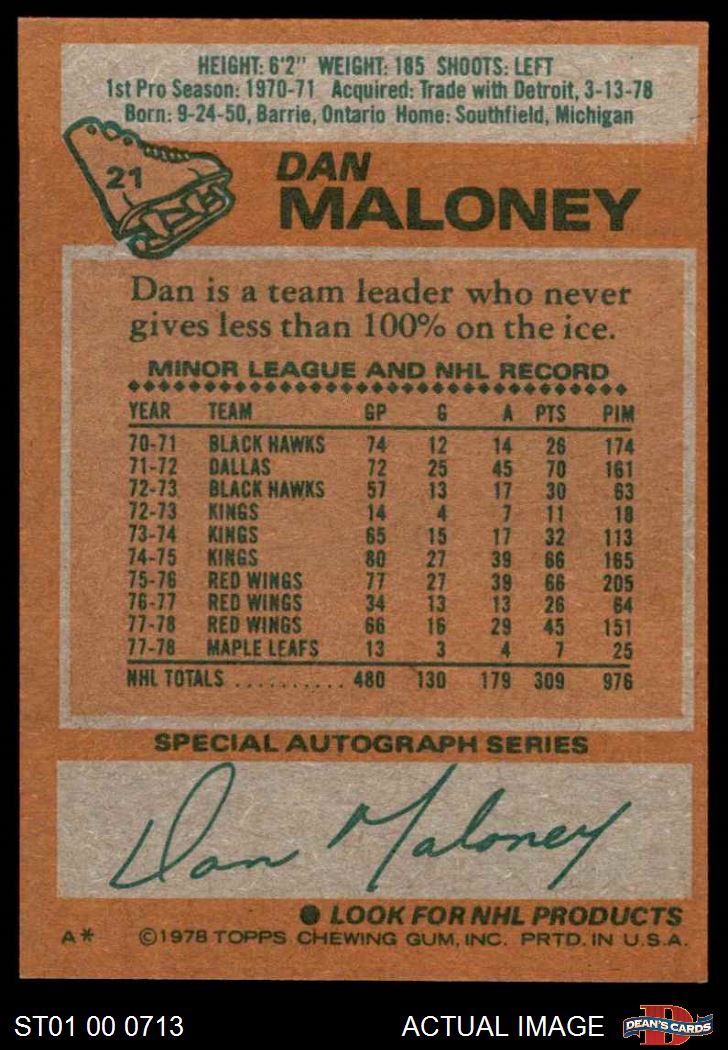 HEIGHT: 6'2" WEIGHT: 185 SHOOTS: LEFT
1st Pro Season: 1970-71 Acquired: Trade with Detroit, 3-13-78
Born: 9-24-50, Barrie, Ontario Home: Southfield, Michigan
21
DAN
MALONEY
Dan is a team leader who never
gives less than 100% on the ice.
MINOR LEAGUE AND NHL RECORD
YEAR TEAM GP G A PTS PIM
70-71 BLACK HAWKS 74 12 14 26 174
71-72 DALLAS 72 25 45 70 161
72-73 BLACK HAWKS 57 13 17 30 63
72-73 KINGS 14 4 7 11 18
73-74 KINGS 65 15 17 32 113
74-75 KINGS 80 27 39 66 165
75-76 RED WINGS 77 27 39 66 205
76-77 RED WINGS 34 13 13 26 64
77-78 RED WINGS 66 16 29 45 151
77-78 MAPLE LEAFS 13 3 4 7 25
NHL TOTALS .......... 480 130 179 309 976
SPECIAL AUTOGRAPH SERIES
Dan Maloney
● LOOK FOR NHL PRODUCTS
A* ©1978 TOPPS CHEWING GUM, INC. PRTD. IN U.S.A.
ST01 00 0713 ACTUAL IMAGE D DEAN'S CARDS